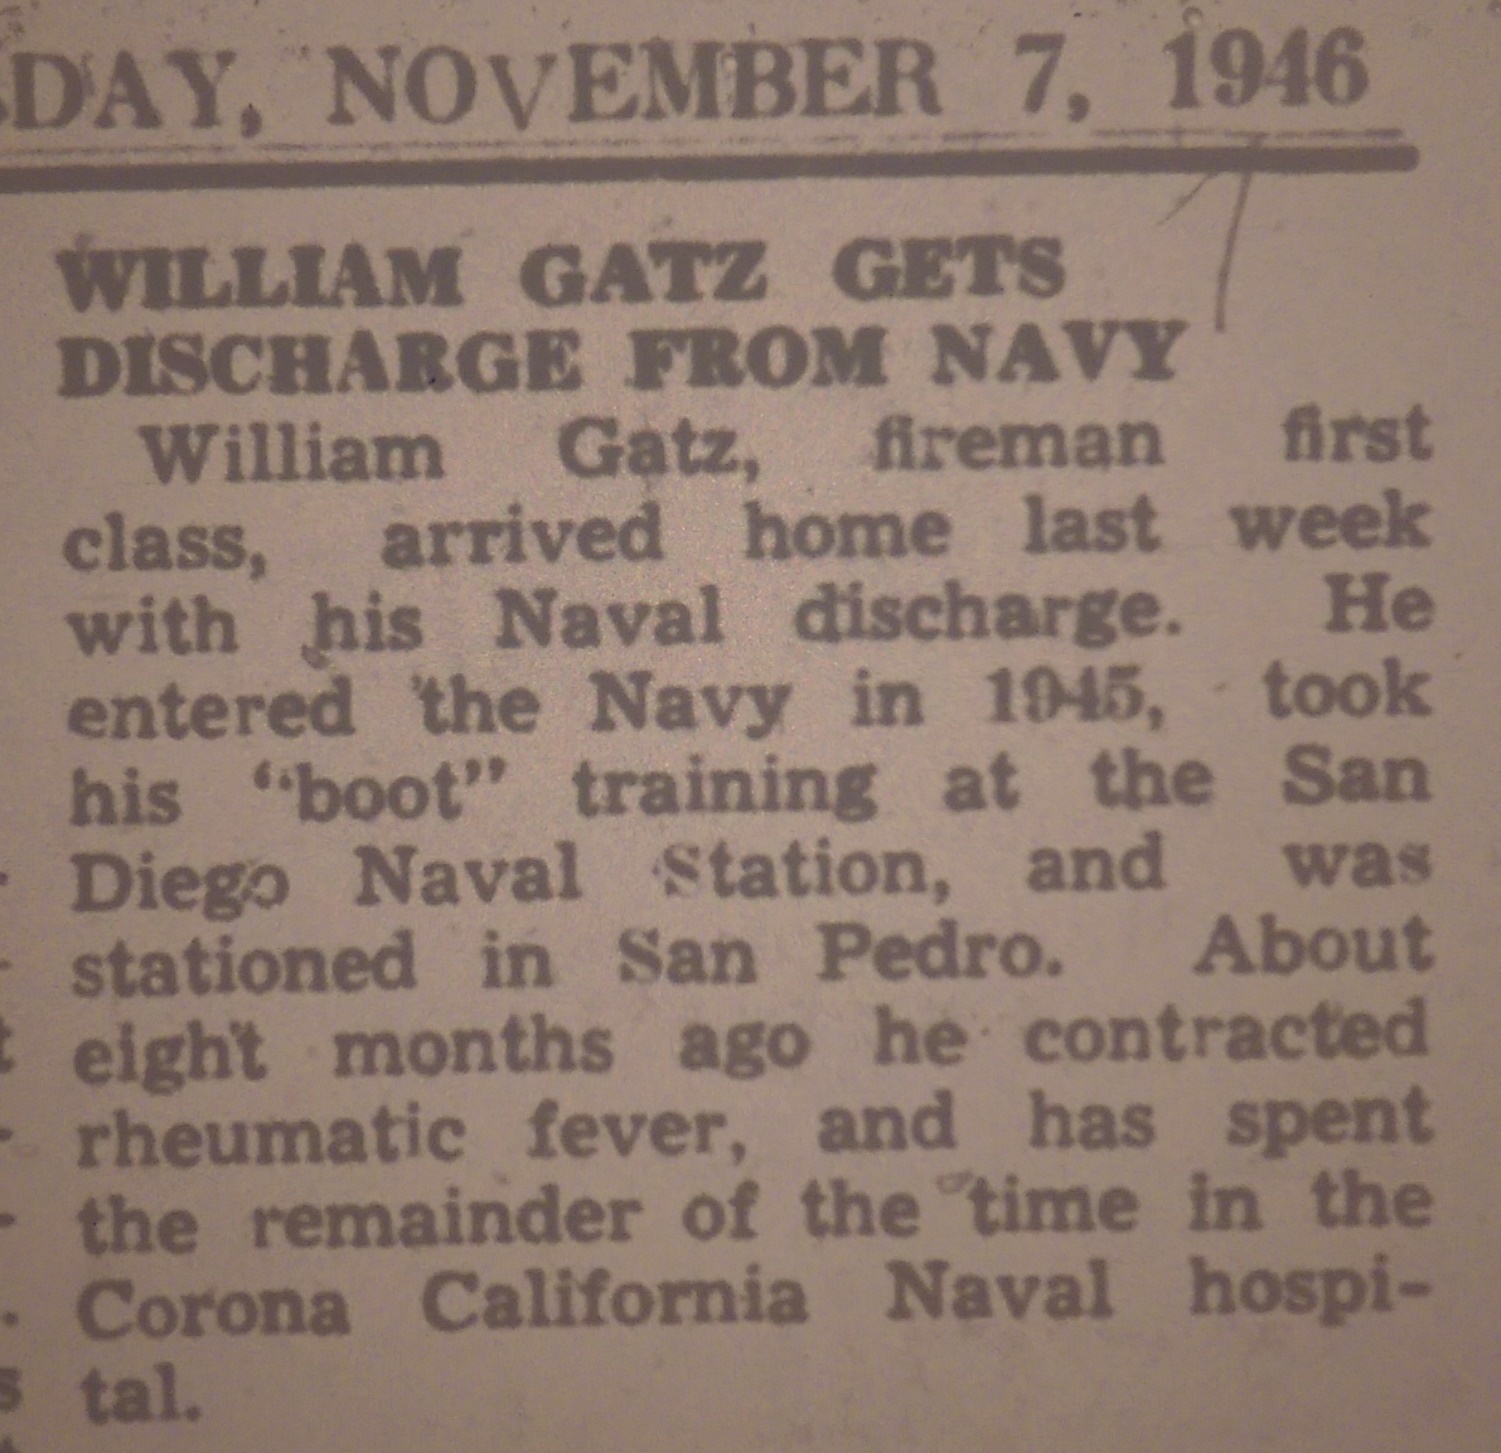 DAY, NOVEMBER 7, 1946
WILLIAM GATZ GETS
DISCHARGE FROM NAVY
William Gatz, fireman first
class, arrived home last week
with his Naval discharge. He
entered the Navy in 1945, took
his "boot" training at the San
Diego Naval Station, and was
stationed in San Pedro. About
eight months ago he contracted
rheumatic fever, and has spent
the remainder of the time in the
Corona California Naval hospi-
tal.